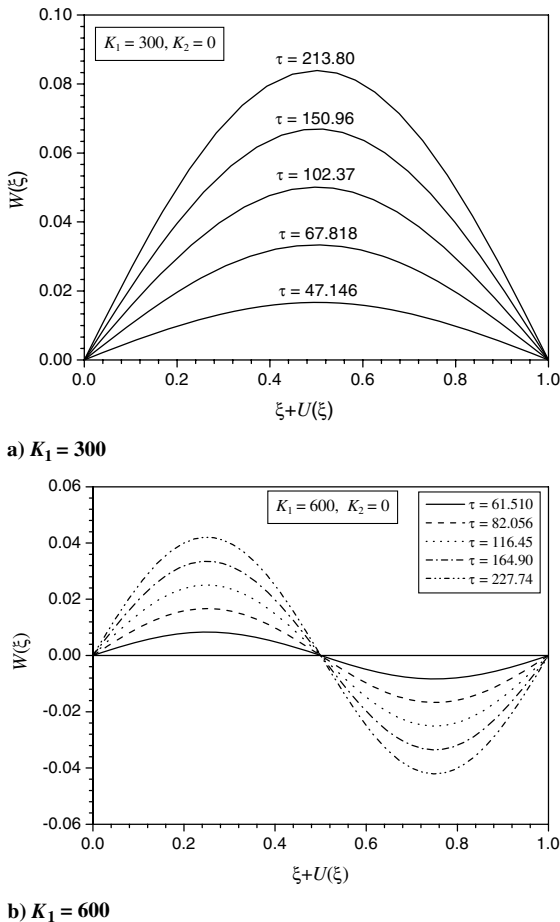 0.10
K₁ = 300, K₂ = 0
τ = 213.80
0.08
τ = 150.96
0.06
τ = 102.37
W(ξ)
0.04
τ = 67.818
0.02
τ = 47.146
0.00
0.0 0.2 0.4 0.6 0.8 1.0
ξ+U(ξ)
a) K₁ = 300
0.06
K₁ = 600, K₂ = 0
τ = 61.510
τ = 82.056
τ = 116.45
τ = 164.90
τ = 227.74
0.04
0.02
W(ξ)
0.00
-0.02
-0.04
-0.06
0.0 0.2 0.4 0.6 0.8 1.0
ξ+U(ξ)
b) K₁ = 600